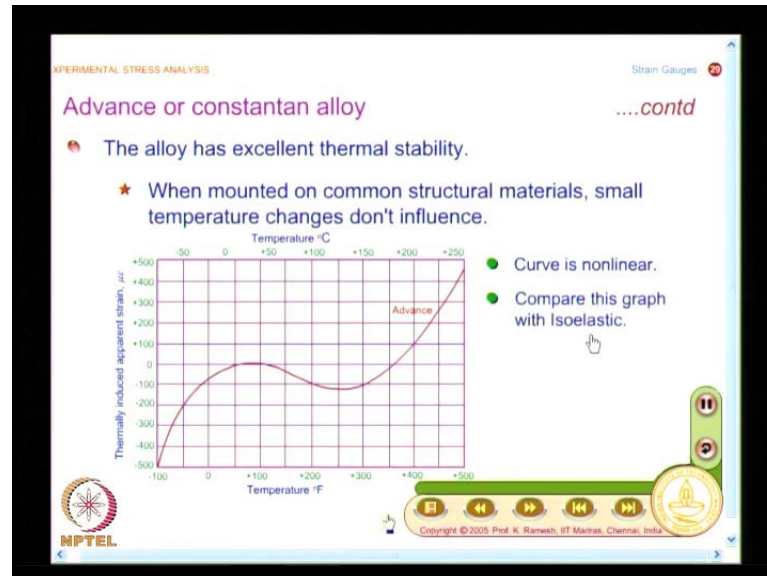 XPERIMENTAL STRESS ANALYSIS
Strain Gauges 29
Advance or constantan alloy
....contd
The alloy has excellent thermal stability.
When mounted on common structural materials, small
temperature changes don't influence.
Temperature °C
-50 0 +50 +100 +150 +200 +250
Thermally induced apparent strain, με
+500
+400
+300
+200
+100
0
-100
-200
-300
-400
-500
Advance
-100 0 +100 +200 +300 +400 +500
Temperature °F
Curve is nonlinear.
Compare this graph
with Isoelastic.
NPTEL
Copyright © 2005 Prof. K. Ramesh, IIT Madras, Chennai, India